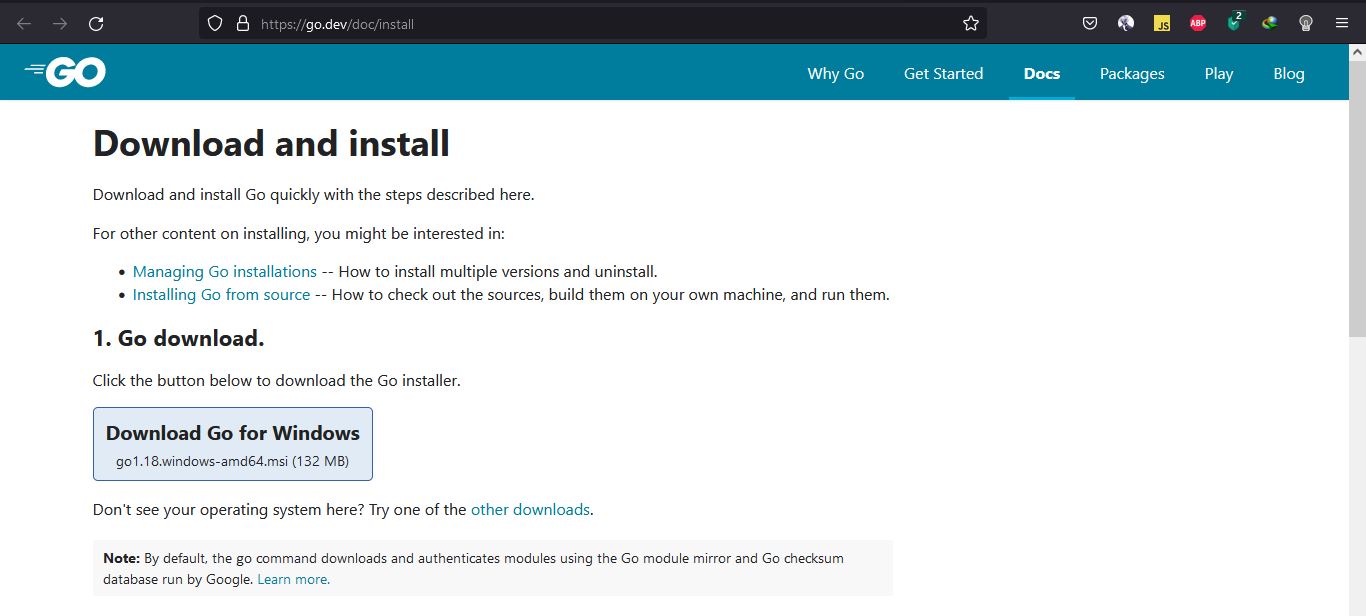 https://go.dev/doc/install
JS
ABP
2
GO
Why Go
Get Started
Docs
Packages
Play
Blog
Download and install
Download and install Go quickly with the steps described here.
For other content on installing, you might be interested in:
• Managing Go installations -- How to install multiple versions and uninstall.
• Installing Go from source -- How to check out the sources, build them on your own machine, and run them.
1. Go download.
Click the button below to download the Go installer.
Download Go for Windows
go1.18.windows-amd64.msi (132 MB)
Don't see your operating system here? Try one of the other downloads.
Note: By default, the go command downloads and authenticates modules using the Go module mirror and Go checksum
database run by Google. Learn more.